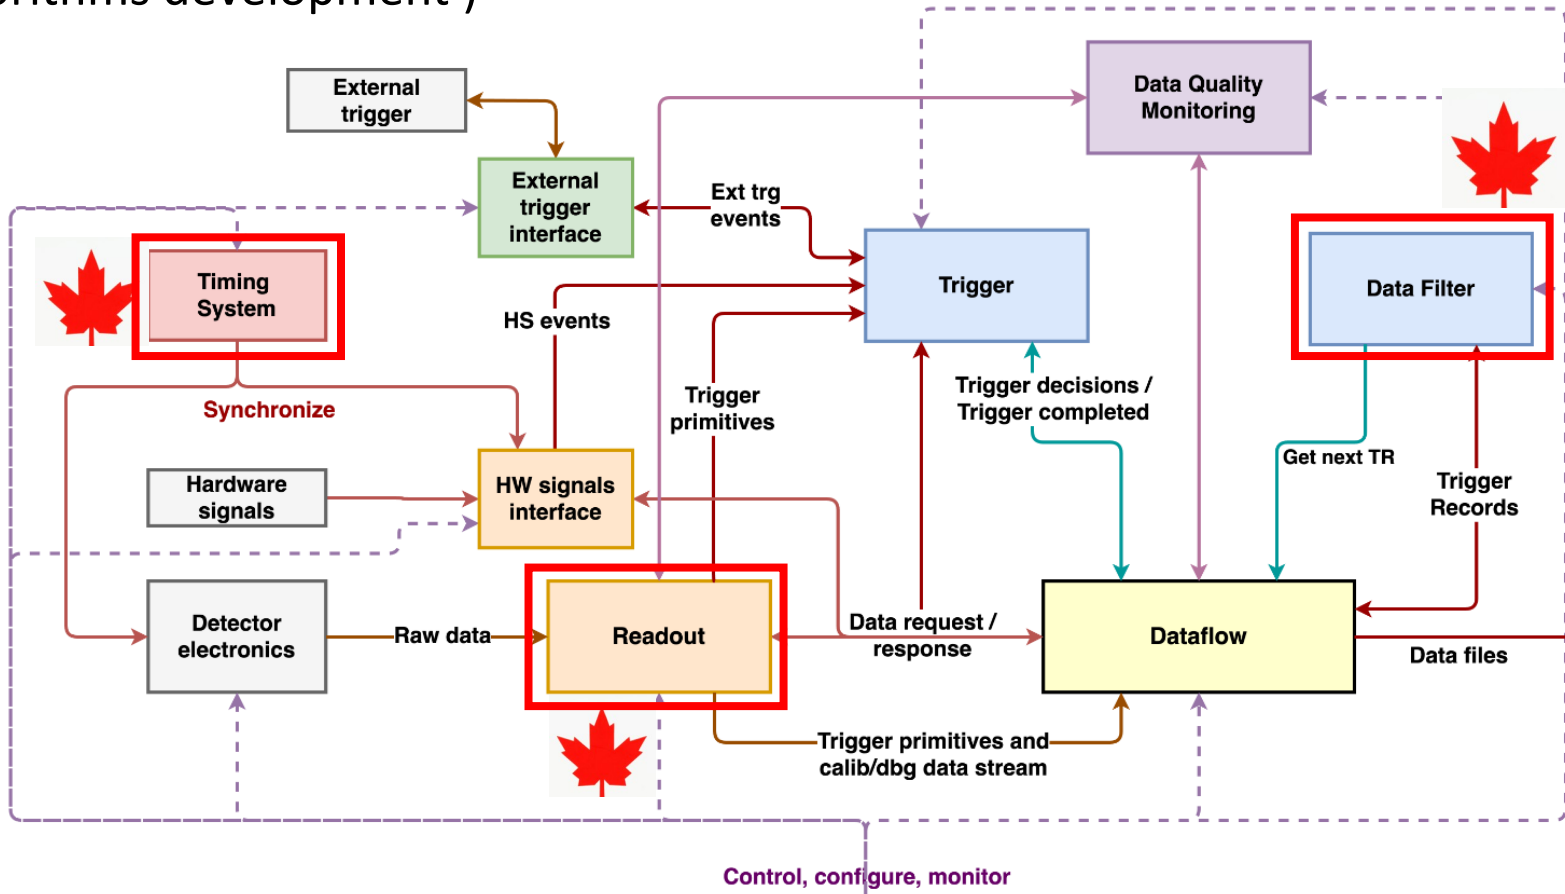 development )
External
trigger
Data Quality
Monitoring
External
trigger
interface
Ext trg
events
Timing
System
Trigger
Data Filter
HS events
Synchronize
Trigger
primitives
Trigger decisions /
Trigger completed
Get next TR
Hardware
signals
HW signals
interface
Trigger
Records
Detector
electronics
Raw data
Readout
Data request /
response
Dataflow
Data files
Trigger primitives and
calib/dbg data stream
Control, configure, monitor